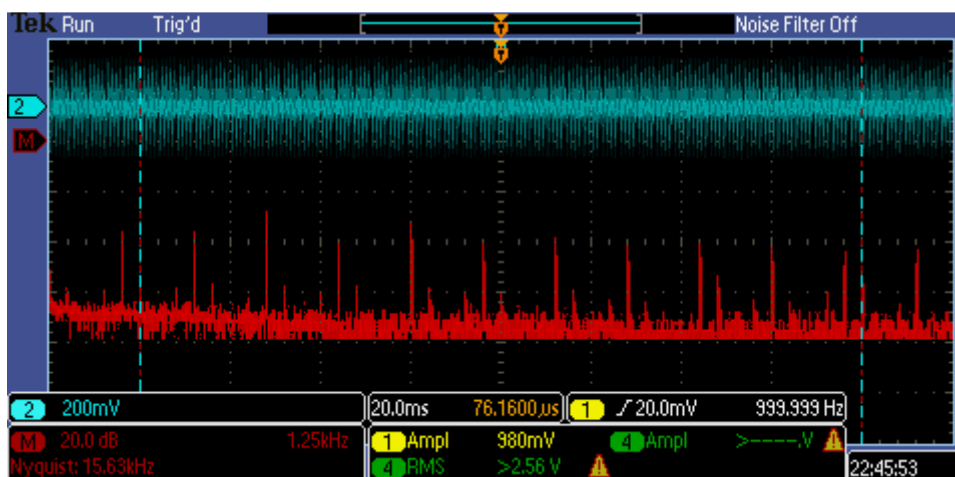 Tek Run Trig'd Noise Filter Off
2
M
2 200mV 20.0ms 76.1600µs 1 20.0mV 999.999 Hz
M 20.0 dB 1.25kHz 1 Ampl 980mV 4 Ampl >----.V
Nyquist: 15.63kHz 4 RMS >2.56 V 22:45:53